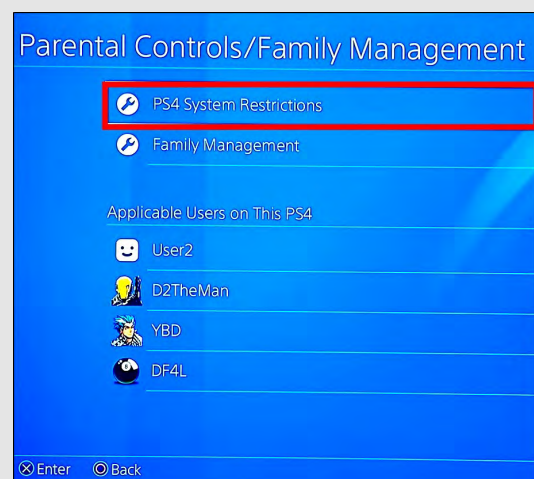 Parental Controls/Family Management
PS4 System Restrictions
Family Management
Applicable Users on This PS4
User2
D2TheMan
YBD
DF4L
Enter Back